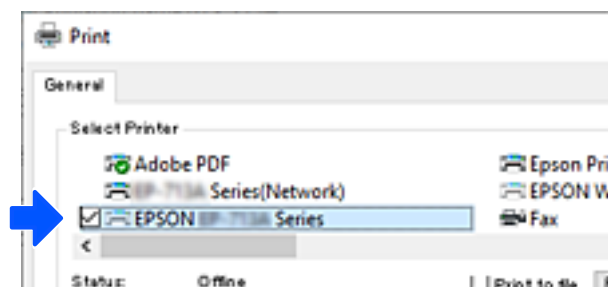 Print
General
Select Printer
Adobe PDF
Epson Pri
Series(Network)
EPSON W
EPSON Series
Fax
Status: Offline
Print to file